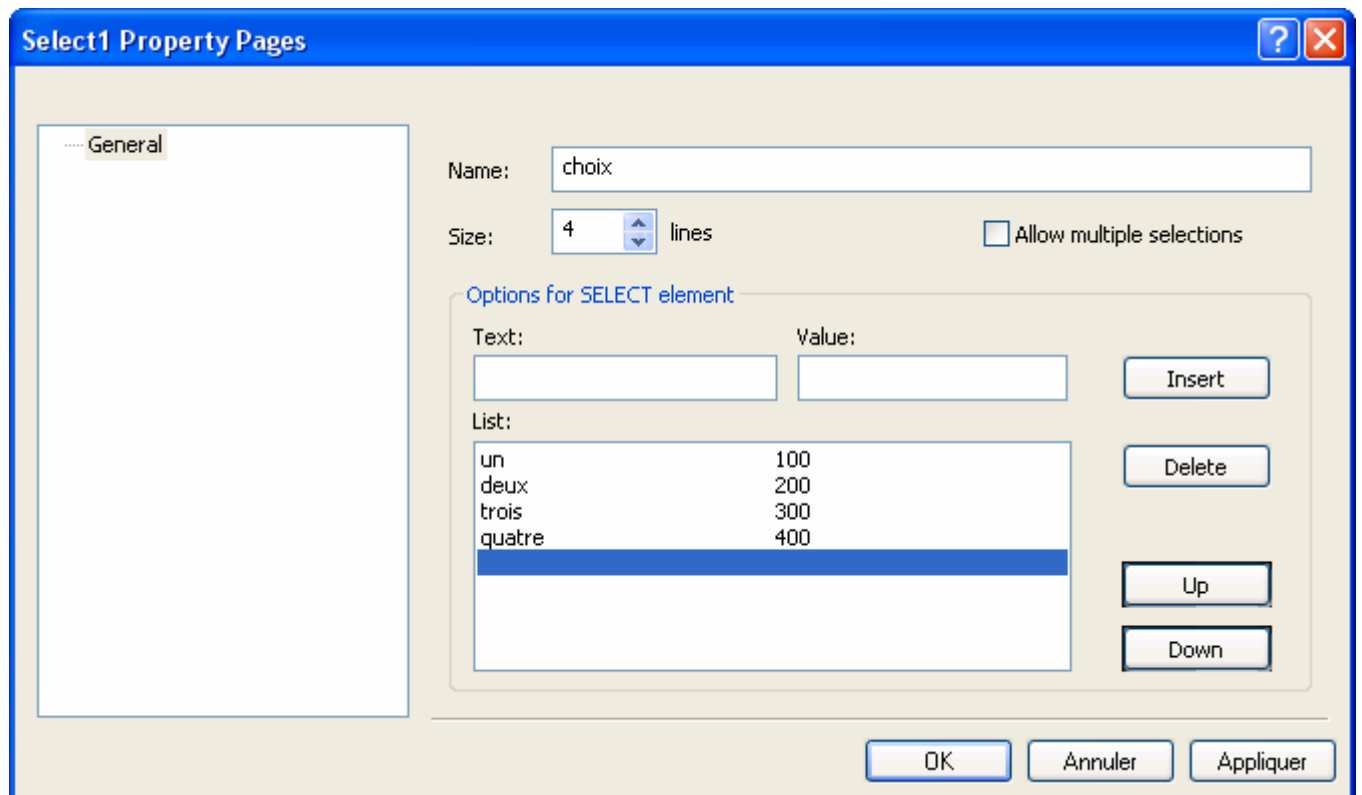 Select1 Property Pages
General
Name: choix
Size: 4 lines Allow multiple selections
Options for SELECT element
Text: Value:
Insert
List:
un 100
deux 200
trois 300
quatre 400
Delete
Up
Down
OK Annuler Appliquer